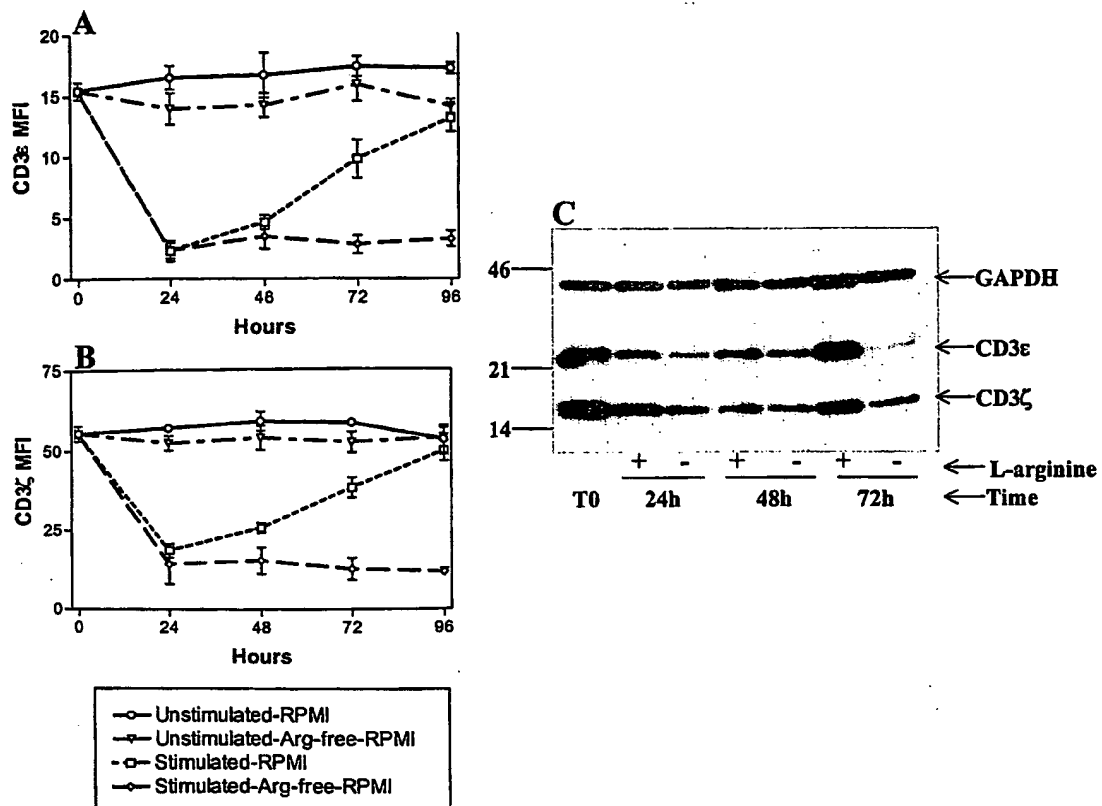 A
20
15
10
5
0
CD3ε MFI
0 24 48 72 96
Hours
B
75
50
25
0
CD3ζ MFI
0 24 48 72 96
Hours
Unstimulated-RPMI
Unstimulated-Arg-free-RPMI
Stimulated-RPMI
Stimulated-Arg-free-RPMI
C
46
21
14
GAPDH
CD3ε
CD3ζ
+ - + - + - L-arginine
T0 24h 48h 72h Time